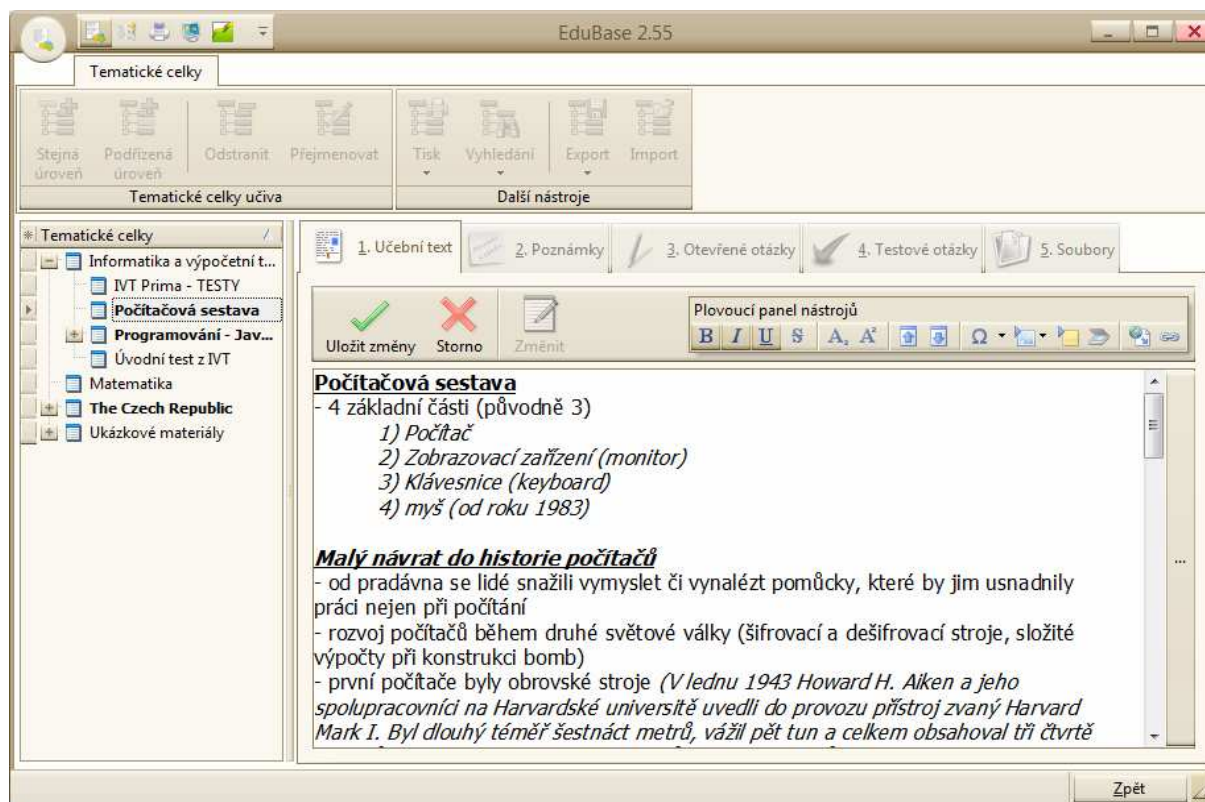 EduBase 2.55
Tematické celky
Stejná úroveň
Podřízená úroveň
Odstranit
Přejmenovat
Tisk
Vyhledání
Export
Import
Tematické celky učiva
Další nástroje
Tematické celky
Informatika a výpočetní t...
IVT Prima - TESTY
Počítačová sestava
Programování - Jav...
Úvodní test z IVT
Matematika
The Czech Republic
Ukázkové materiály
1. Učební text
2. Poznámky
3. Otevřené otázky
4. Testové otázky
5. Soubory
Uložit změny
Storno
Změnit
Plovoucí panel nástrojů
B I U S A₂ A² Ω
Počítačová sestava
- 4 základní části (původně 3)
1) Počítač
2) Zobrazovací zařízení (monitor)
3) Klávesnice (keyboard)
4) myš (od roku 1983)
Malý návrat do historie počítačů
- od pradávna se lidé snažili vymyslet či vynalézt pomůcky, které by jim usnadnily
práci nejen při počítání
- rozvoj počítačů během druhé světové války (šifrovací a dešifrovací stroje, složité
výpočty při konstrukci bomb)
- první počítače byly obrovské stroje (V lednu 1943 Howard H. Aiken a jeho
spolupracovníci na Harvardské universitě uvedli do provozu přístroj zvaný Harvard
Mark I. Byl dlouhý téměř šestnáct metrů, vážil pět tun a celkem obsahoval tři čtvrtě
...
Zpět